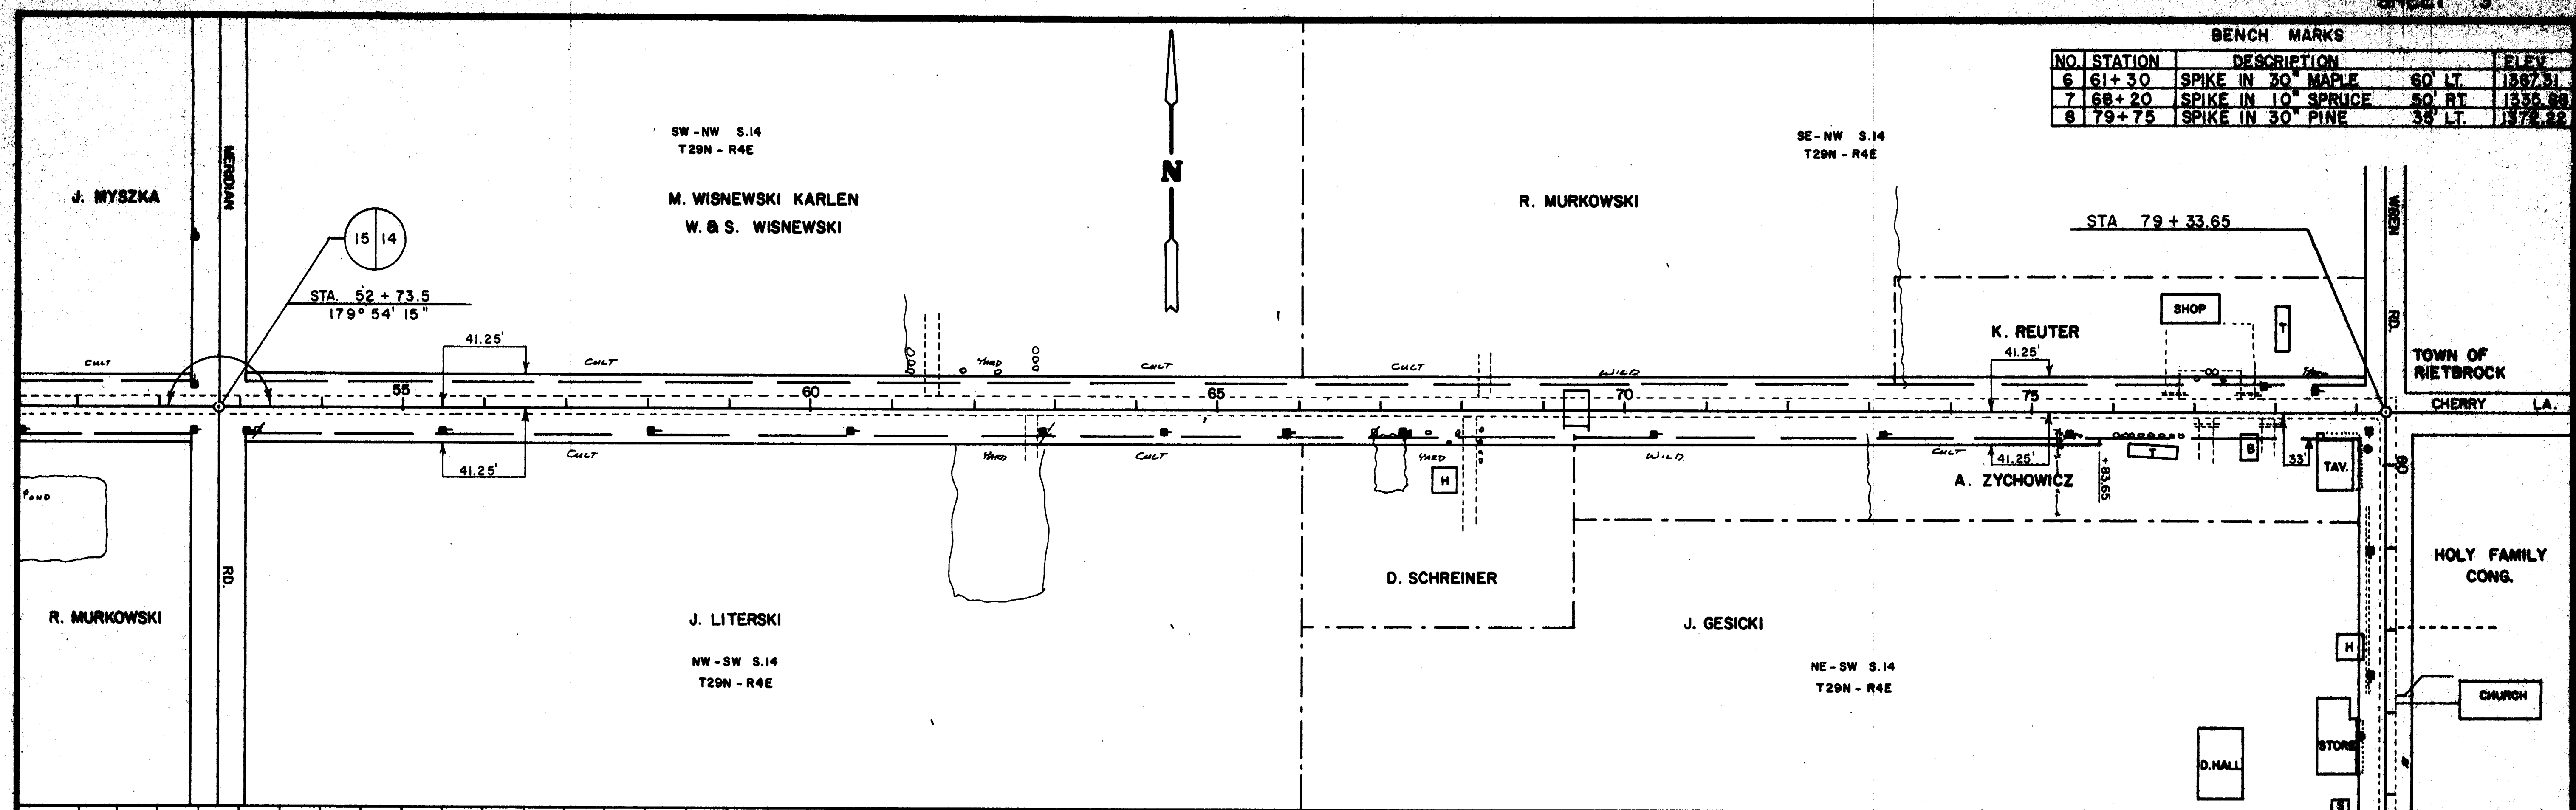 SHEET
BENCH MARKS
NO. STATION DESCRIPTION ELEV.
6 61+30 SPIKE IN 30" MAPLE 60' LT. 1367.31
7 68+20 SPIKE IN 10" SPRUCE 50' RT.
8 79+75 SPIKE IN 30" PINE 35' LT. 1372.22
SW-NW S.14
T29N - R4E
SE-NW S.14
T29N - R4E
J. MYSZKA
MERIDIAN
M. WISNEWSKI KARLEN
W. & S. WISNEWSKI
N
R. MURKOWSKI
STA 79 + 33.65
WREN
RD.
15 14
STA. 52 + 73.5
179° 54' 15"
SHOP
T
K. REUTER
41.25'
41.25'
TOWN OF
RIETBROCK
CULT
CULT
YARD
CULT
CULT
WILD
YARD
55
60
65
70
75
CHERRY LA.
41.25'
CULT
YARD
CULT
YARD
WILD
CULT
41.25'
T
B
33'
TAV.
80
H
A. ZYCHOWICZ
+83.65
POND
HOLY FAMILY
CONG.
RD.
D. SCHREINER
R. MURKOWSKI
J. LITERSKI
J. GESICKI
H
NW-SW S.14
T29N - R4E
NE-SW S.14
T29N - R4E
CHURCH
STORE
D.HALL
S